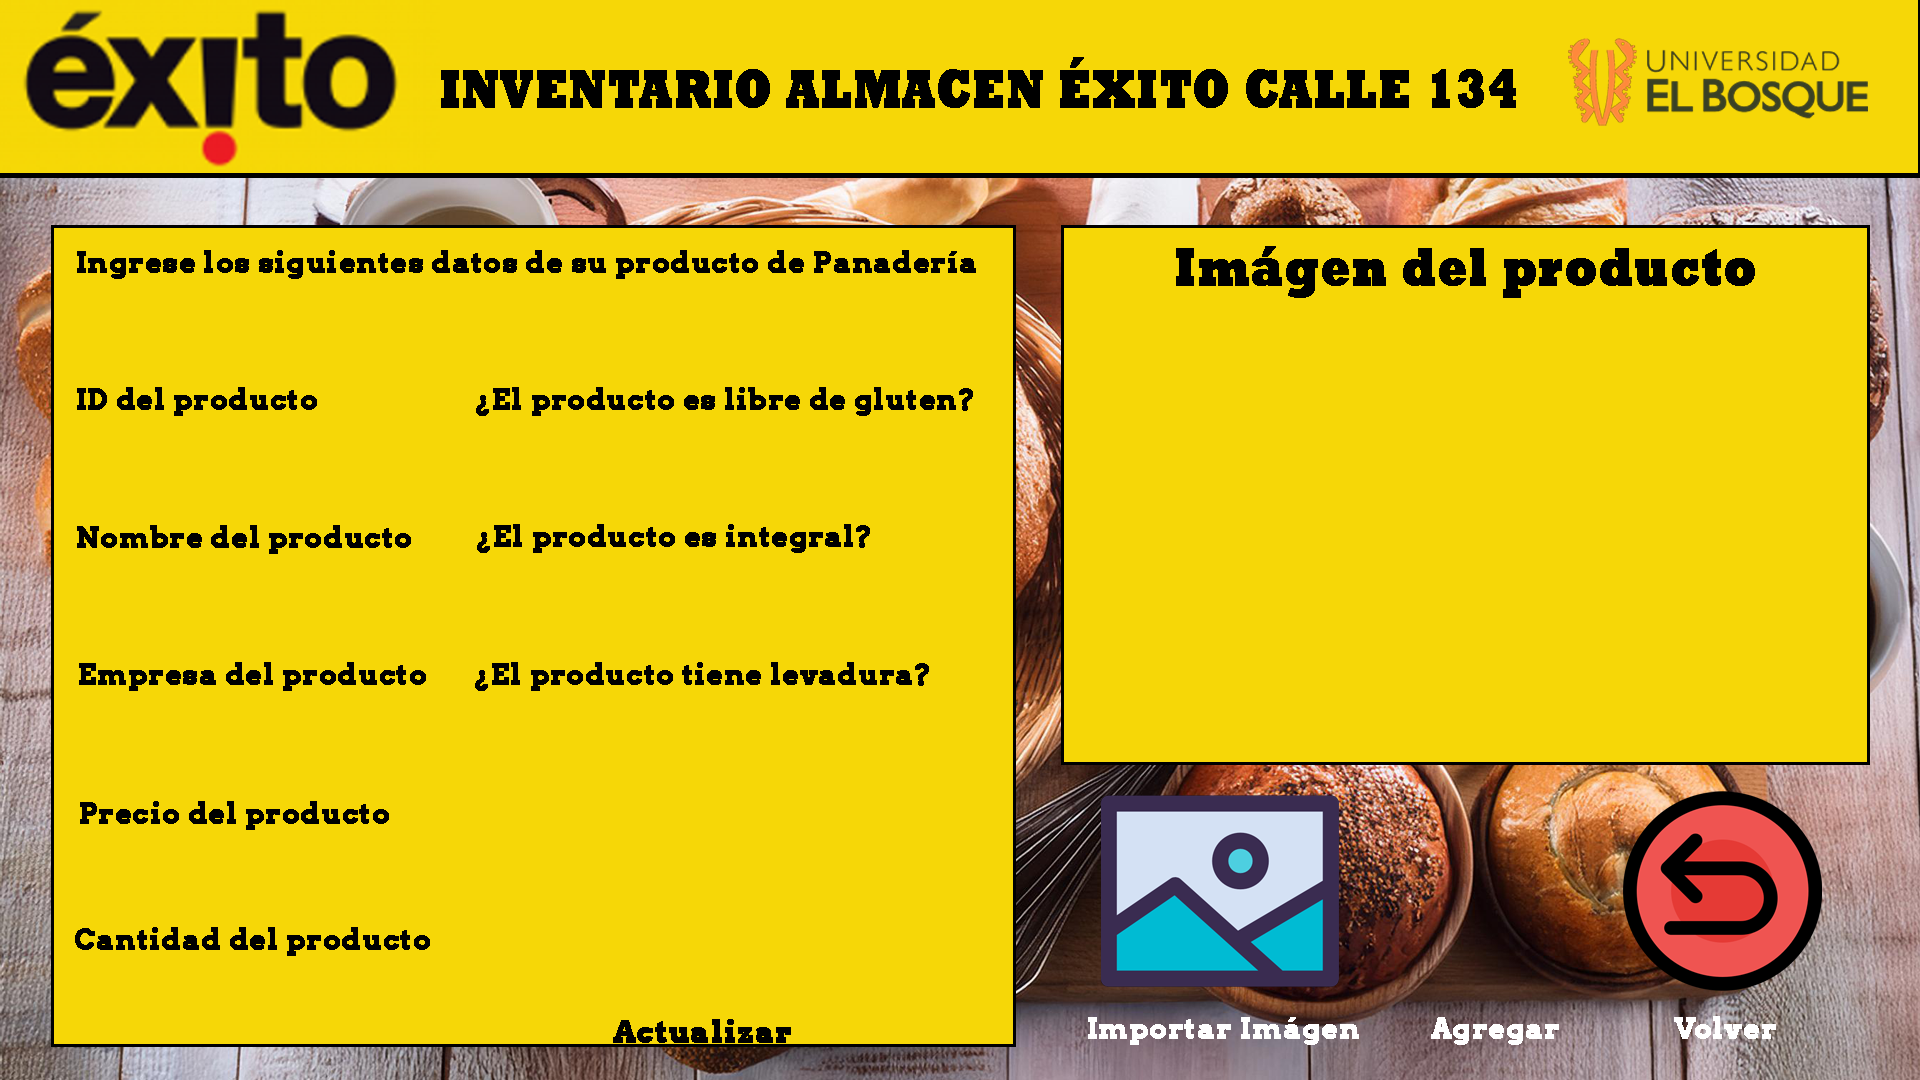 éxito
INVENTARIO ALMACEN ÉXITO CALLE 134
UNIVERSIDAD
EL BOSQUE
Ingrese los siguientes datos de su producto de Panadería
ID del producto
¿El producto es libre de gluten?
Nombre del producto
¿El producto es integral?
Empresa del producto
¿El producto tiene levadura?
Precio del producto
Cantidad del producto
Actualizar
Imágen del producto
Importar Imágen
Agregar
Volver